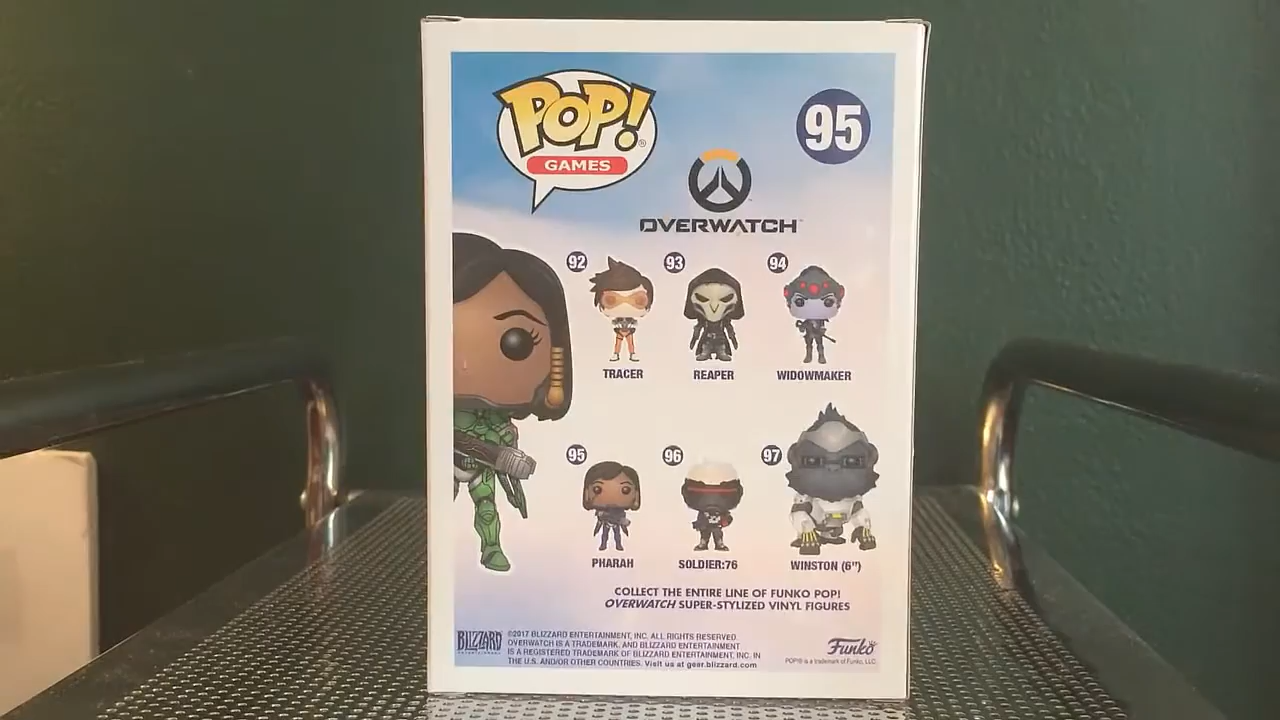 POP!
GAMES
95
OVERWATCH
92 93 94
TRACER REAPER WIDOWMAKER
95 96 97
PHARAH SOLDIER:76 WINSTON (6")
COLLECT THE ENTIRE LINE OF FUNKO POP!
OVERWATCH SUPER-STYLIZED VINYL FIGURES
BLIZZARD
ENTERTAINMENT
©2017 BLIZZARD ENTERTAINMENT, INC. ALL RIGHTS RESERVED.
OVERWATCH IS A TRADEMARK, AND BLIZZARD ENTERTAINMENT
IS A REGISTERED TRADEMARK OF BLIZZARD ENTERTAINMENT, INC. IN
THE U.S. AND/OR OTHER COUNTRIES. Visit us at gear.blizzard.com
Funko
POP!® is a trademark of Funko, LLC